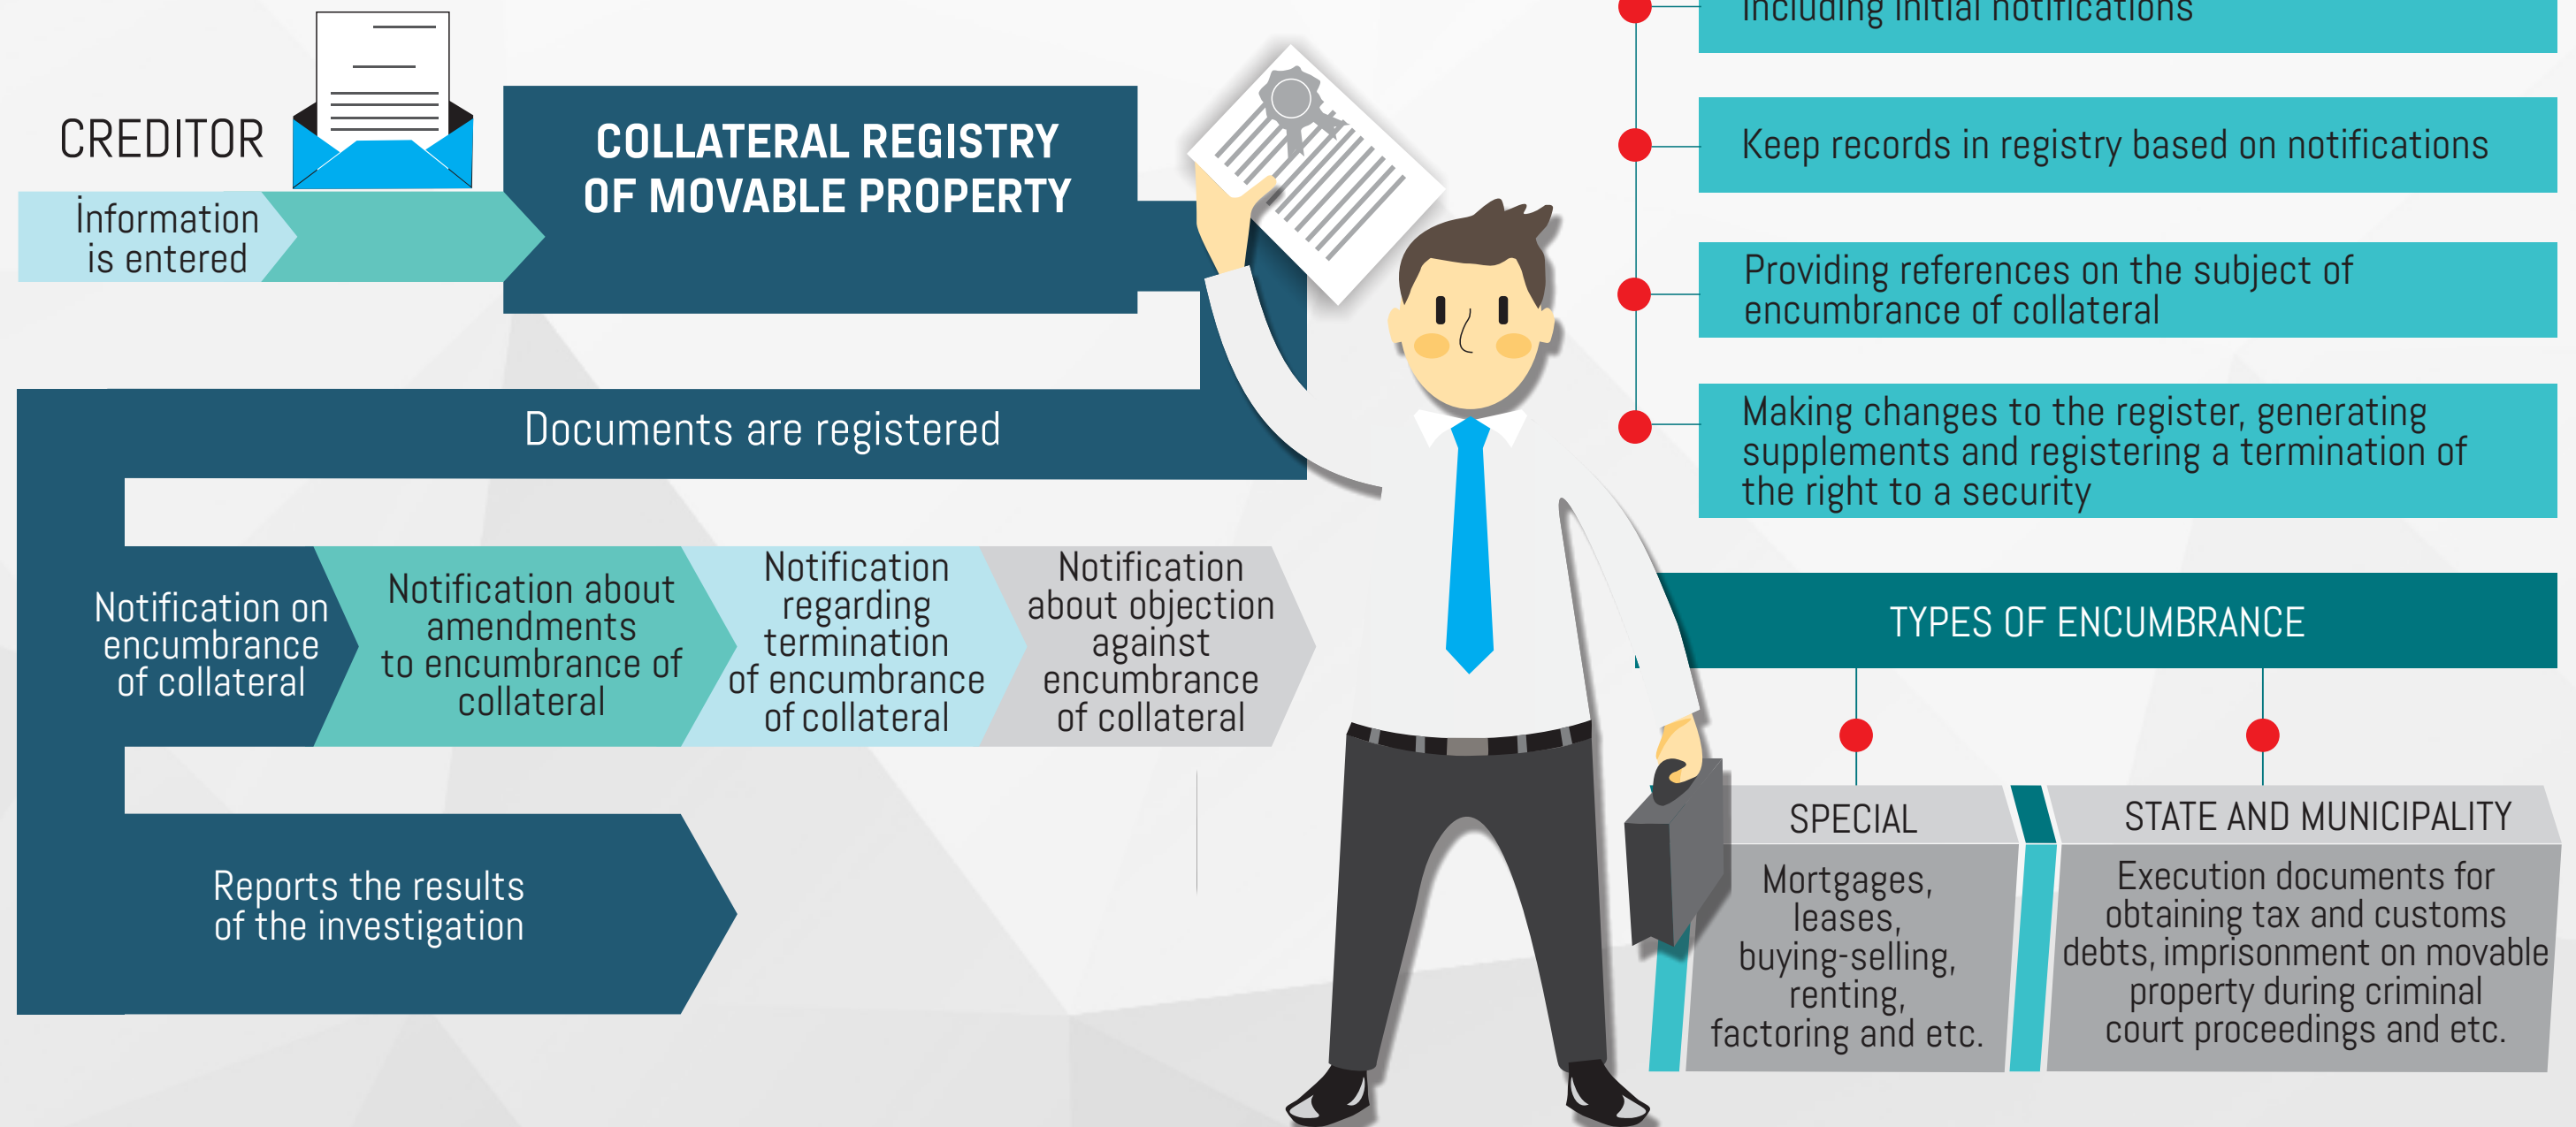 CREDITOR
İnformation
is entered
COLLATERAL REGISTRY
OF MOVABLE PROPERTY
Documents are registered
Notification on
encumbrance
of collateral
Notification about
amendments
to encumbrance of
collateral
Notification
regarding
termination
of encumbrance
of collateral
Notification
about objection
against
encumbrance
of collateral
Reports the results
of the investigation
Including initial notifications
Keep records in registry based on notifications
Providing references on the subject of
encumbrance of collateral
Making changes to the register, generating
supplements and registering a termination of
the right to a security
TYPES OF ENCUMBRANCE
SPECIAL
Mortgages,
leases,
buying-selling,
renting,
factoring and etc.
STATE AND MUNICIPALITY
Execution documents for
obtaining tax and customs
debts, imprisonment on movable
property during criminal
court proceedings and etc.